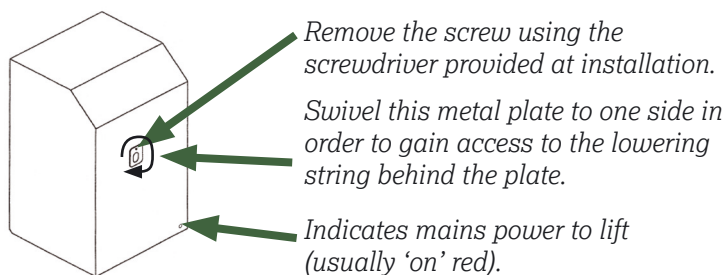 Remove the screw using the
screwdriver provided at installation.
Swivel this metal plate to one side in
order to gain access to the lowering
string behind the plate.
Indicates mains power to lift
(usually ‘on’ red).